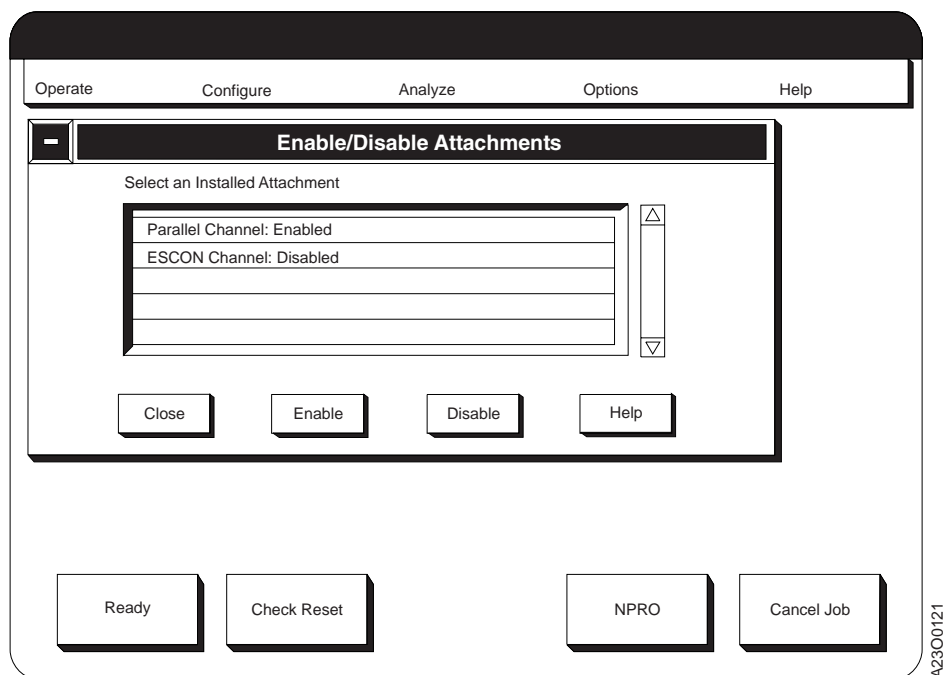 Operate Configure Analyze Options Help
Enable/Disable Attachments
Select an Installed Attachment
Parallel Channel: Enabled
ESCON Channel: Disabled
Close Enable Disable Help
Ready Check Reset NPRO Cancel Job
A23O0121